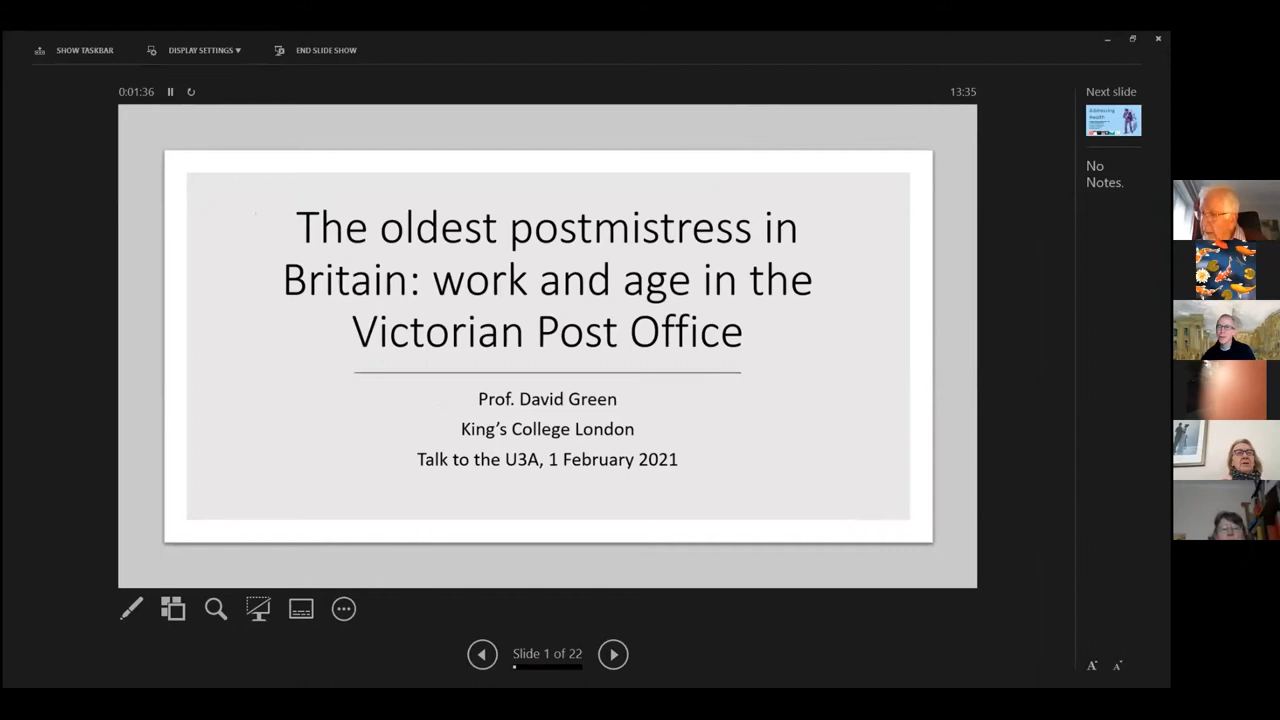 SHOW TASKBAR
DISPLAY SETTINGS ▾
END SLIDE SHOW
0:01:36
13:35
The oldest postmistress in
Britain: work and age in the
Victorian Post Office
Prof. David Green
King's College London
Talk to the U3A, 1 February 2021
Next slide
Addressing
Health
No
Notes.
Slide 1 of 22
A A